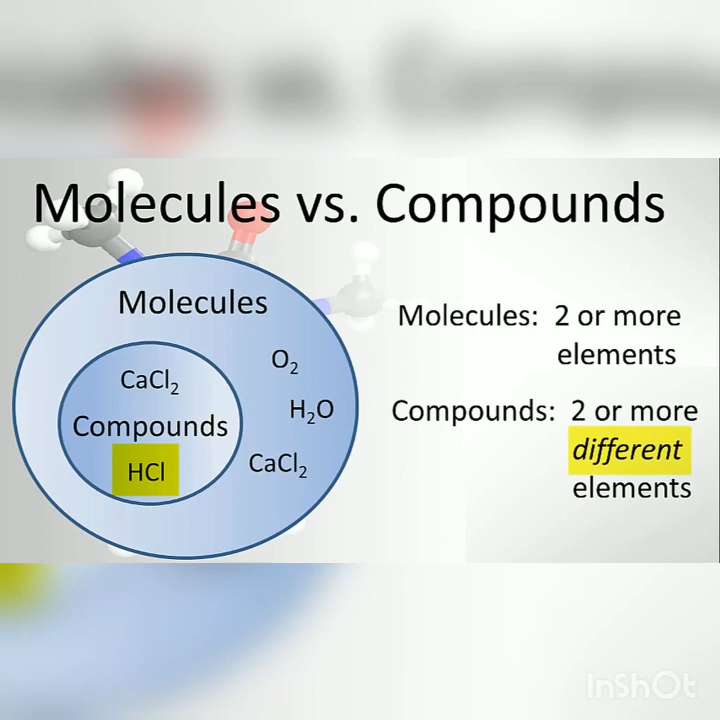 Molecules vs. Compounds
Molecules
O₂
CaCl₂
H₂O
Compounds
CaCl₂
HCl
Molecules: 2 or more
elements
Compounds: 2 or more
different
elements
InShOt